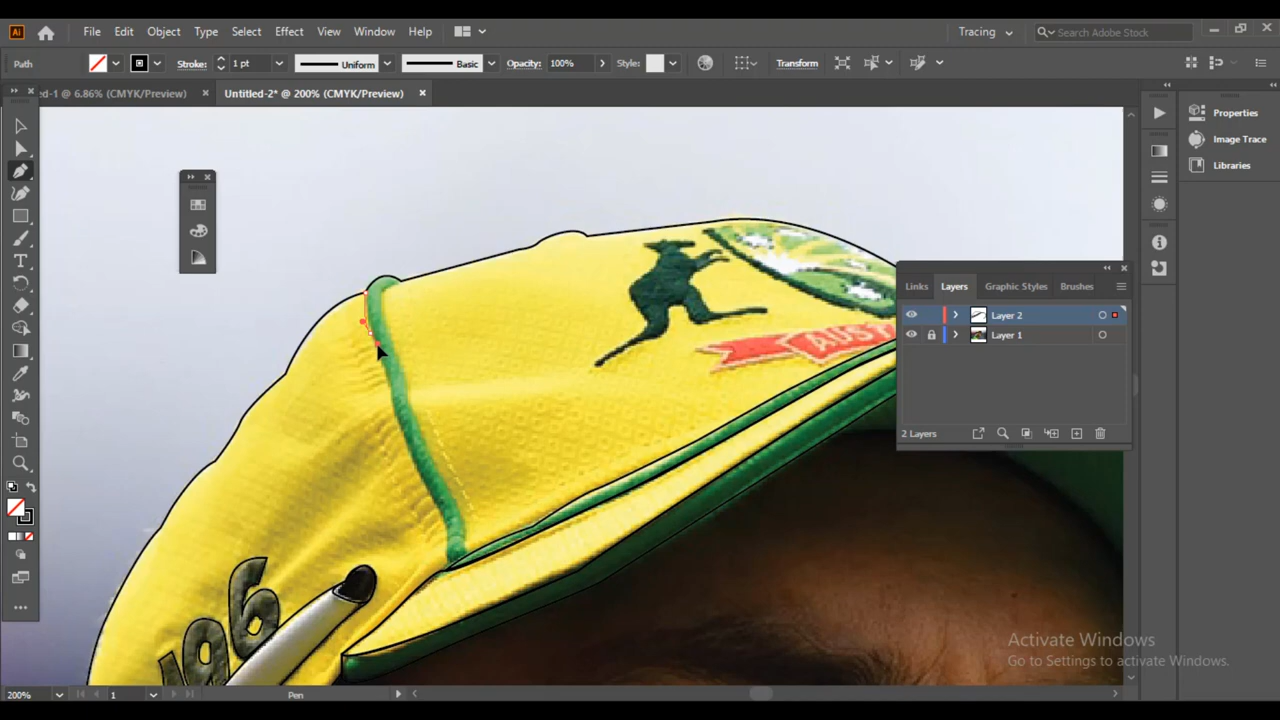 Ai File Edit Object Type Select Effect View Window Help Tracing Search Adobe Stock
Path Stroke: 1 pt Uniform Basic Opacity: 100% Style: Transform
ed-1 @ 6.86% (CMYK/Preview) × Untitled-2* @ 200% (CMYK/Preview) ×
Properties
Image Trace
Libraries
Links Layers Graphic Styles Brushes
Layer 2
Layer 1
2 Layers
AUST
196
Activate Windows
Go to Settings to activate Windows.
200% 1 Pen